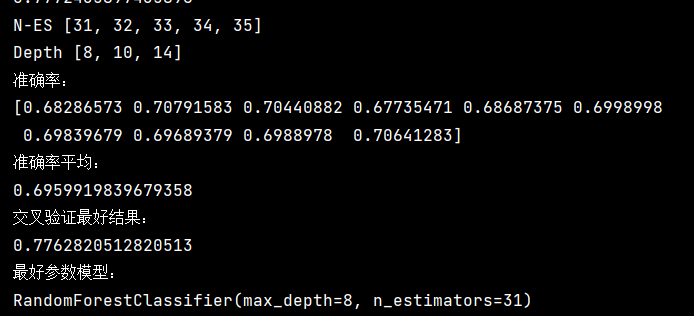 N-ES [31, 32, 33, 34, 35]
Depth [8, 10, 14]
准确率:
[0.68286573 0.70791583 0.70440882 0.67735471 0.68687375 0.6998998
 0.69839679 0.69689379 0.6988978  0.70641283]
准确率平均:
0.6959919839679358
交叉验证最好结果:
0.7762820512820513
最好参数模型:
RandomForestClassifier(max_depth=8, n_estimators=31)